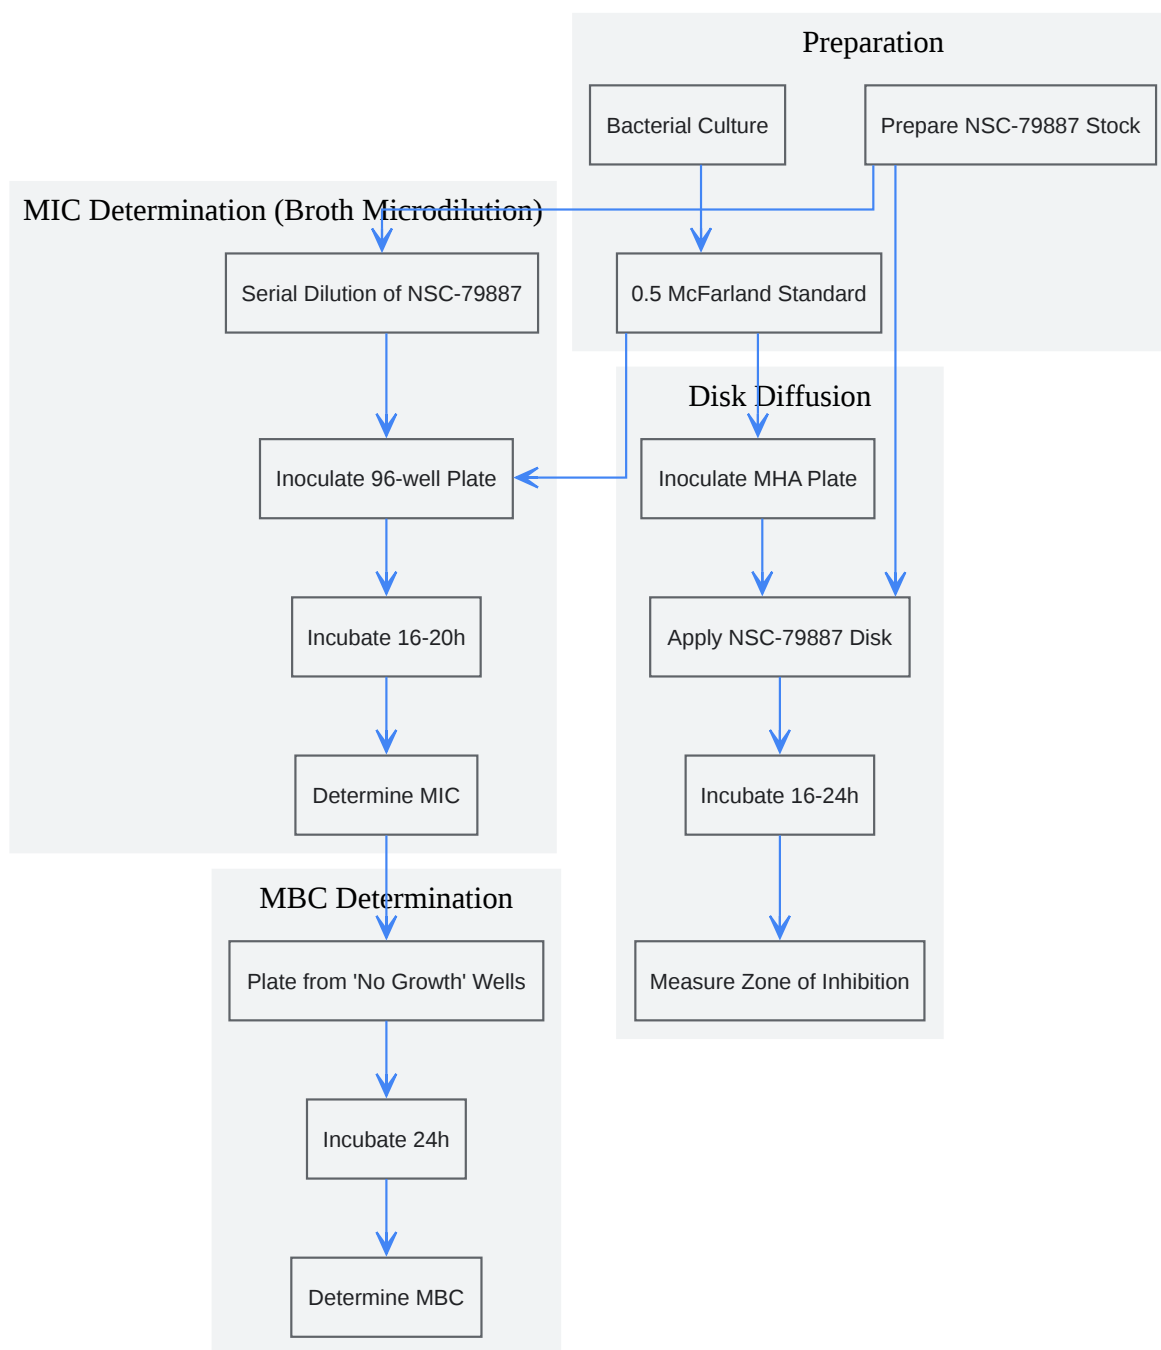 Preparation
Bacterial Culture
Prepare NSC-79887 Stock
0.5 McFarland Standard
MIC Determination (Broth Microdilution)
Serial Dilution of NSC-79887
Inoculate 96-well Plate
Incubate 16-20h
Determine MIC
Disk Diffusion
Inoculate MHA Plate
Apply NSC-79887 Disk
Incubate 16-24h
Measure Zone of Inhibition
MBC Determination
Plate from 'No Growth' Wells
Incubate 24h
Determine MBC